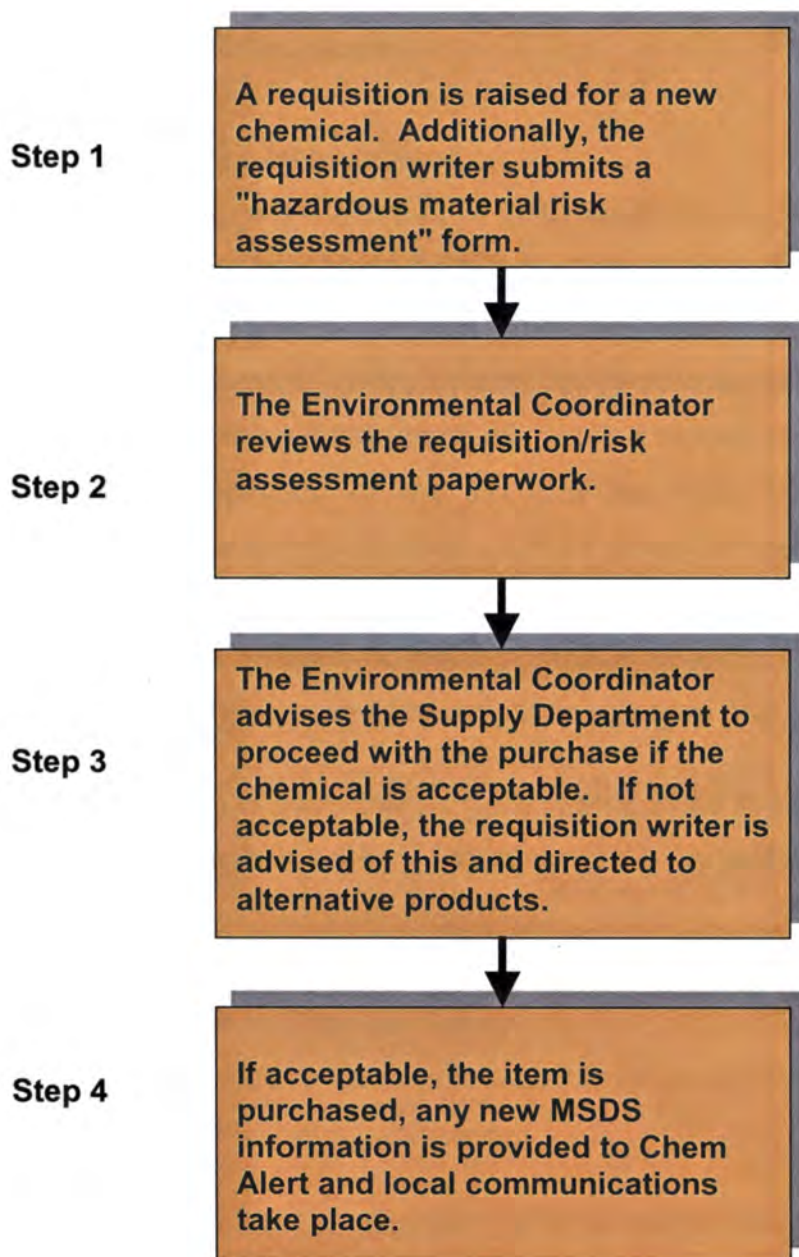 Step 1
A requisition is raised for a new
chemical.  Additionally, the
requisition writer submits a
"hazardous material risk
assessment" form.
Step 2
The Environmental Coordinator
reviews the requisition/risk
assessment paperwork.
Step 3
The Environmental Coordinator
advises the Supply Department to
proceed with the purchase if the
chemical is acceptable.   If not
acceptable, the requisition writer is
advised of this and directed to
alternative products.
Step 4
If acceptable, the item is
purchased, any new MSDS
information is provided to Chem
Alert and local communications
take place.